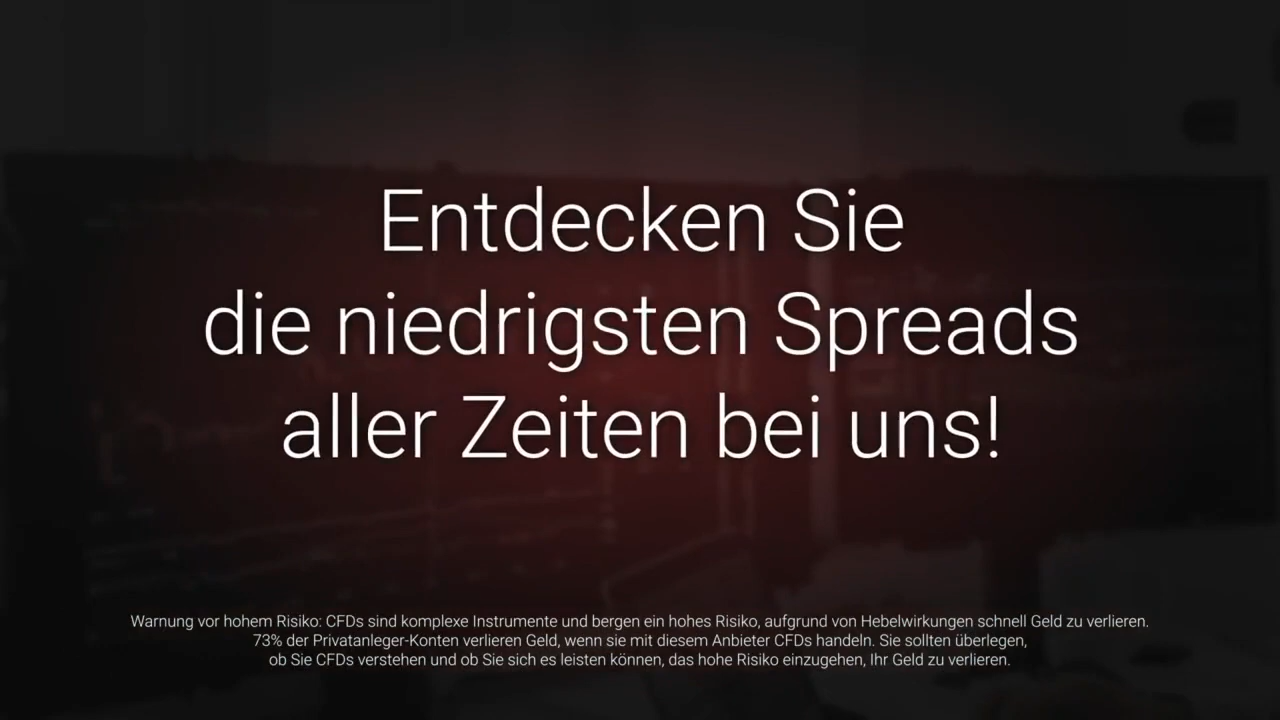 Entdecken Sie
die niedrigsten Spreads
aller Zeiten bei uns!
Warnung vor hohem Risiko: CFDs sind komplexe Instrumente und bergen ein hohes Risiko, aufgrund von Hebelwirkungen schnell Geld zu verlieren.
73% der Privatanleger-Konten verlieren Geld, wenn sie mit diesem Anbieter CFDs handeln. Sie sollten überlegen,
ob Sie CFDs verstehen und ob Sie sich es leisten können, das hohe Risiko einzugehen, Ihr Geld zu verlieren.